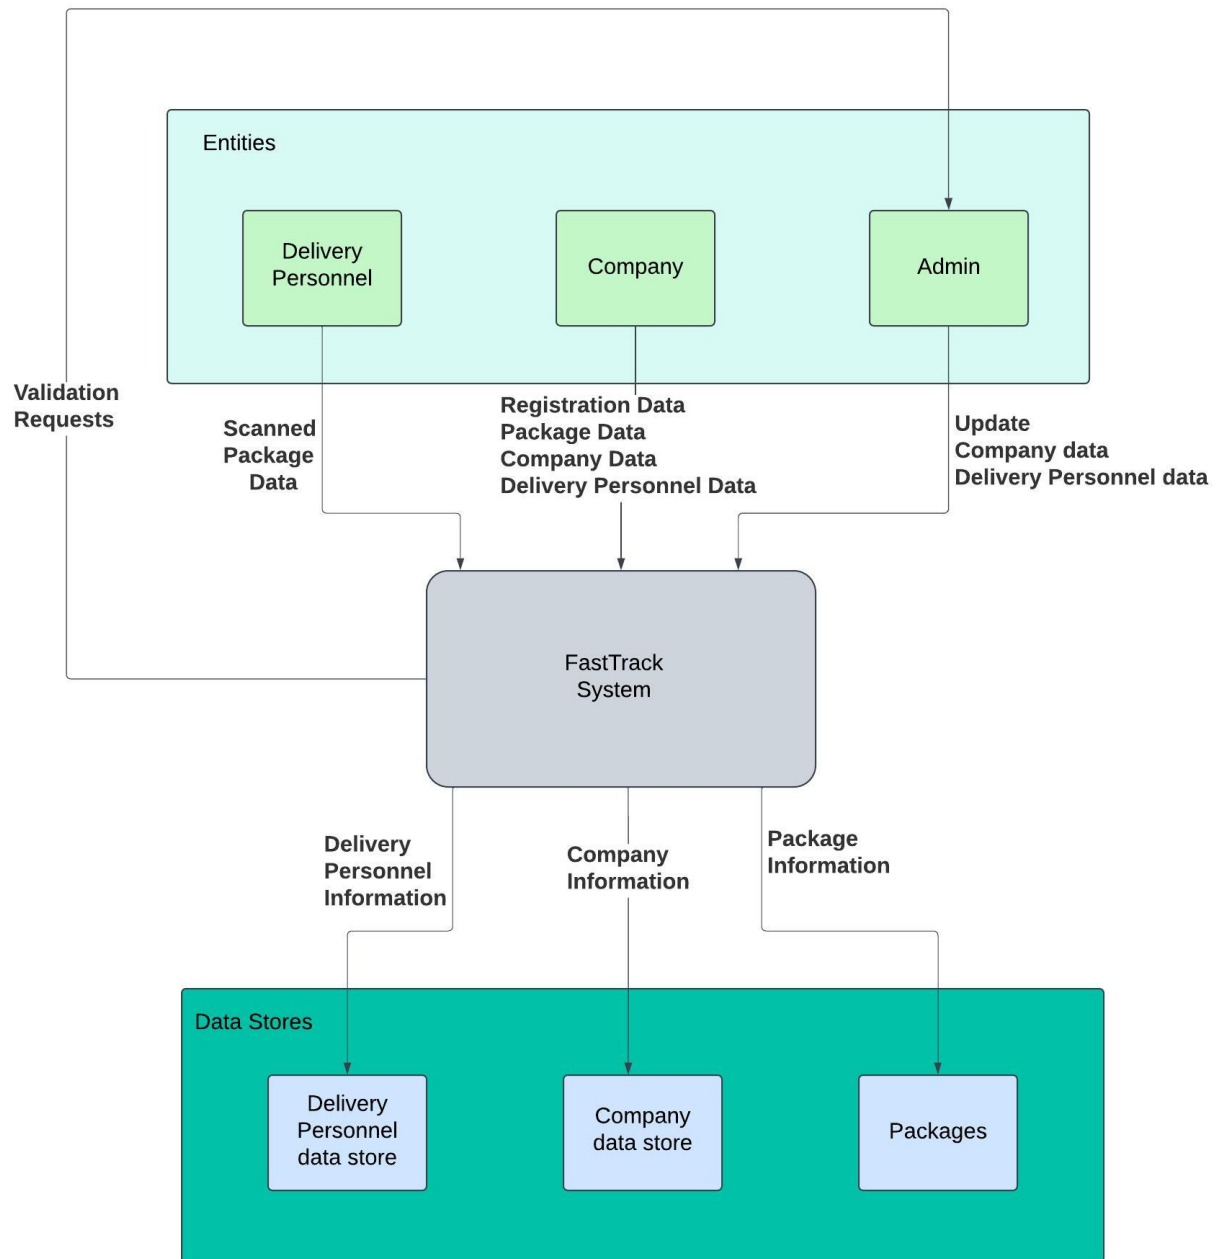 Entities
Delivery
Personnel
Company
Admin
Validation
Requests
Scanned
Package
Data
Registration Data
Package Data
Company Data
Delivery Personnel Data
Update
Company data
Delivery Personnel data
FastTrack
System
Delivery
Personnel
Information
Company
Information
Package
Information
Data Stores
Delivery
Personnel
data store
Company
data store
Packages